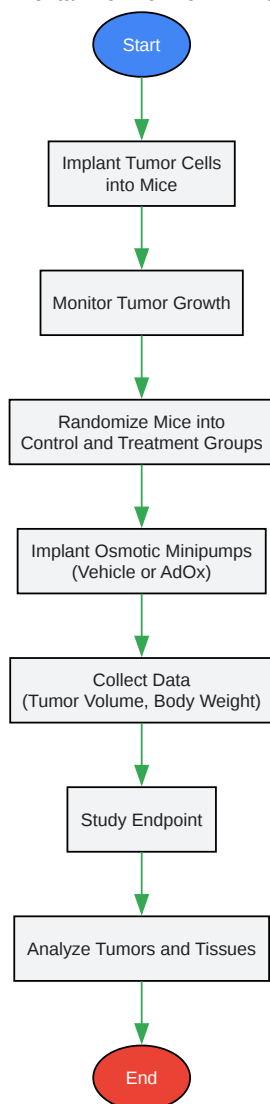 Start
Implant Tumor Cells
into Mice
Monitor Tumor Growth
Randomize Mice into
Control and Treatment Groups
Implant Osmotic Minipumps
(Vehicle or AdOx)
Collect Data
(Tumor Volume, Body Weight)
Study Endpoint
Analyze Tumors and Tissues
End